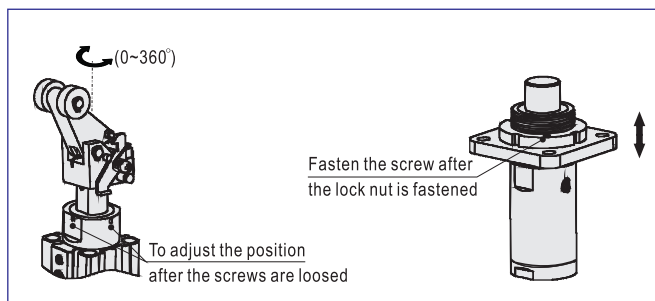 (0~360°)
Fasten the screw after
the lock nut is fastened
To adjust the position
after the screws are loosed